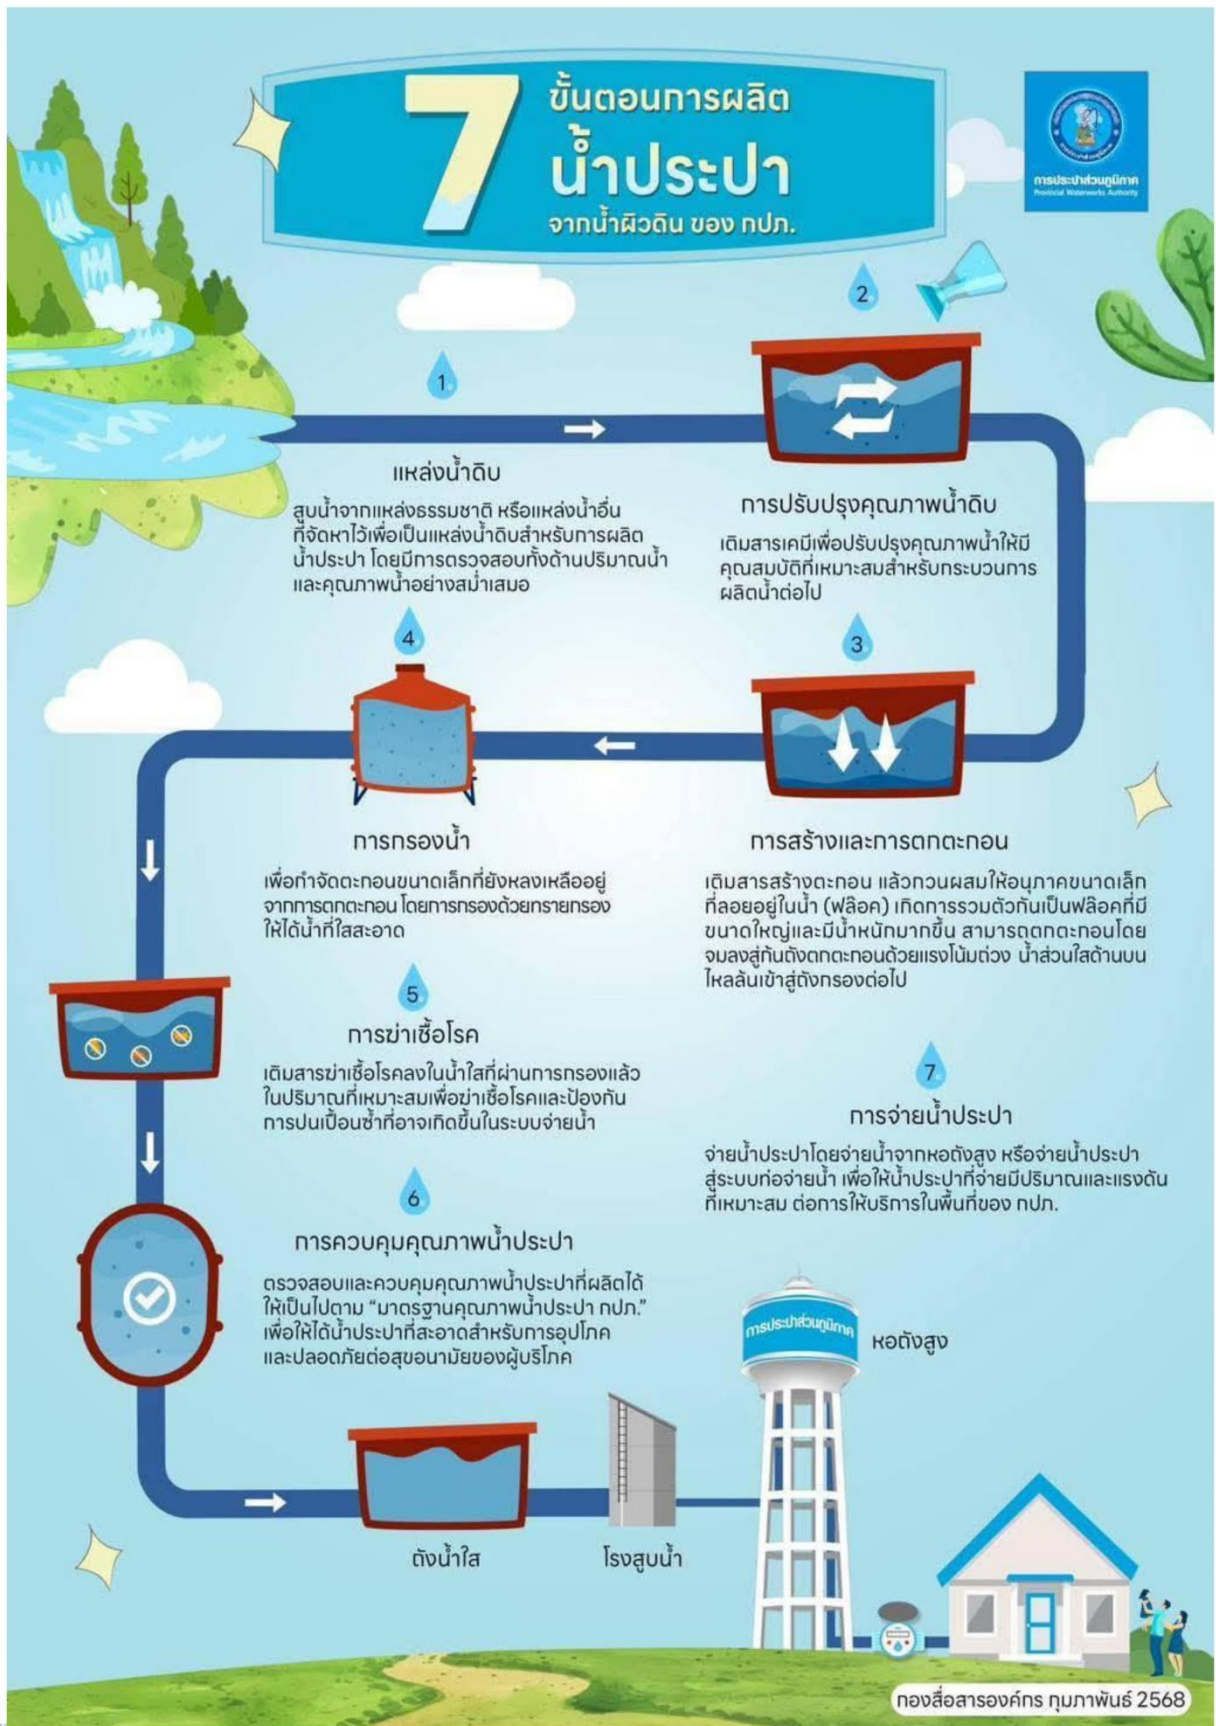 7
ขั้นตอนการผลิต
น้ำประปา
จากน้ำผิวดิน ของ กปภ.
การประปาส่วนภูมิภาค
Provincial Waterworks Authority
1.
แหล่งน้ำดิบ
สูบน้ำจากแหล่งธรรมชาติ หรือแหล่งน้ำอื่น
ที่จัดหาไว้เพื่อเป็นแหล่งน้ำดิบสำหรับการผลิต
น้ำประปา โดยมีการตรวจสอบทั้งด้านปริมาณน้ำ
และคุณภาพน้ำอย่างสม่ำเสมอ
2.
การปรับปรุงคุณภาพน้ำดิบ
เติมสารเคมีเพื่อปรับปรุงคุณภาพน้ำให้มี
คุณสมบัติที่เหมาะสมสำหรับกระบวนการ
ผลิตน้ำต่อไป
3.
การสร้างและการตกตะกอน
เติมสารสร้างตะกอน แล้วกวนผสมให้อนุภาคขนาดเล็ก
ที่ลอยอยู่ในน้ำ (ฟล๊อค) เกิดการรวมตัวกันเป็นฟล๊อคที่มี
ขนาดใหญ่และมีน้ำหนักมากขึ้น สามารถตกตะกอนโดย
จมลงสู่ก้นถังตกตะกอนด้วยแรงโน้มถ่วง น้ำส่วนใสด้านบน
ไหลล้นเข้าสู่ถังกรองต่อไป
4.
การกรองน้ำ
เพื่อกำจัดตะกอนขนาดเล็กที่ยังหลงเหลืออยู่
จากการตกตะกอน โดยการกรองด้วยทรายกรอง
ให้ได้น้ำที่ใสสะอาด
5.
การฆ่าเชื้อโรค
เติมสารฆ่าเชื้อโรคลงในน้ำใสที่ผ่านการกรองแล้ว
ในปริมาณที่เหมาะสมเพื่อฆ่าเชื้อโรคและป้องกัน
การปนเปื้อนซ้ำที่อาจเกิดขึ้นในระบบจ่ายน้ำ
6.
การควบคุมคุณภาพน้ำประปา
ตรวจสอบและควบคุมคุณภาพน้ำประปาที่ผลิตได้
ให้เป็นไปตาม “มาตรฐานคุณภาพน้ำประปา กปภ.”
เพื่อให้ได้น้ำประปาที่สะอาดสำหรับการอุปโภค
และปลอดภัยต่อสุขอนามัยของผู้บริโภค
7.
การจ่ายน้ำประปา
จ่ายน้ำประปาโดยจ่ายน้ำจากหอถังสูง หรือจ่ายน้ำประปา
สู่ระบบท่อจ่ายน้ำ เพื่อให้น้ำประปาที่จ่ายมีปริมาณและแรงดัน
ที่เหมาะสม ต่อการให้บริการในพื้นที่ของ กปภ.
การประปาส่วนภูมิภาค
หอถังสูง
ถังน้ำใส
โรงสูบน้ำ
กองสื่อสารองค์กร กุมภาพันธ์ 2568